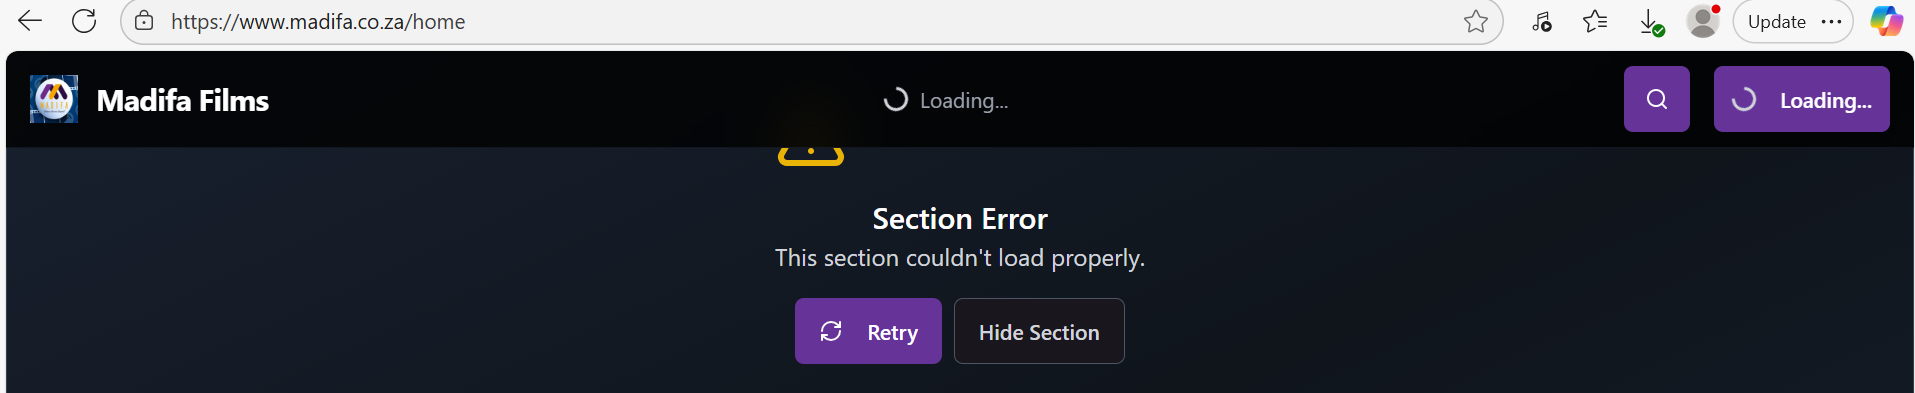 https://www.madifa.co.za/home
Update
MADIFA
Madifa Films
Loading...
Loading...
Section Error
This section couldn't load properly.
Retry
Hide Section